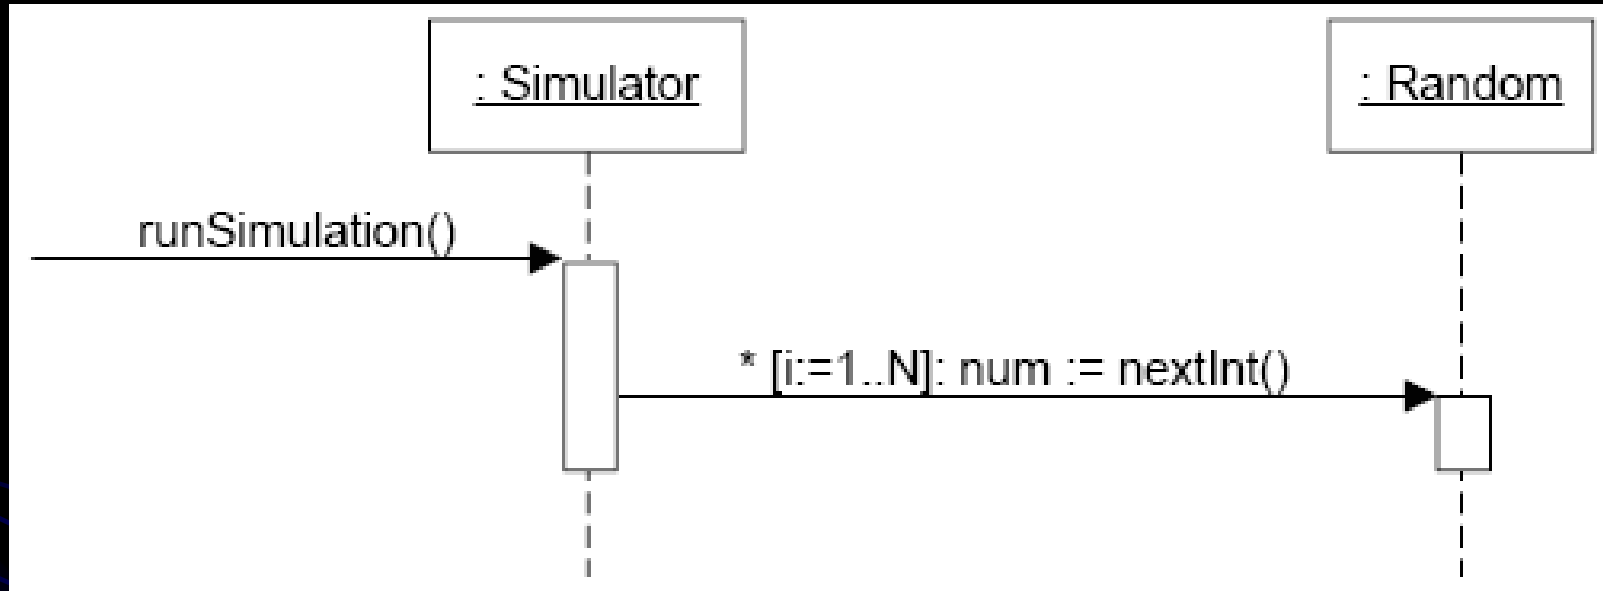 : Simulator
: Random
runSimulation()
* [i:=1..N]: num := nextInt()